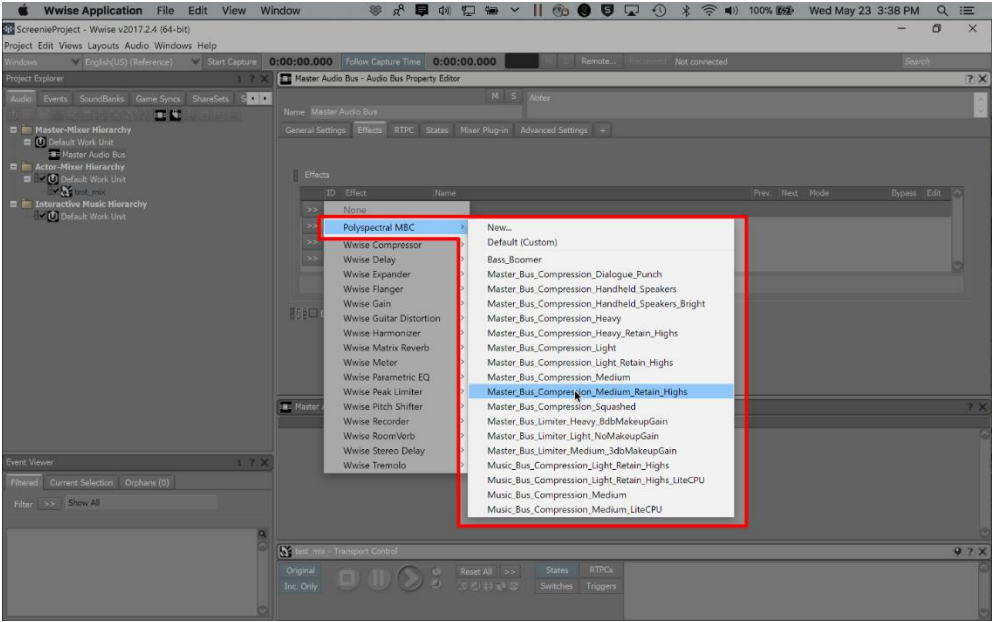 Wwise Application File Edit View Window 100% Wed May 23 3:38 PM
ScreenieProject - Wwise v2017.2.4 (64-bit)
Project Edit Views Layouts Audio Windows Help
Windows English(US) (Reference) Start Capture 0:00:00.000 Follow Capture Time 0:00:00.000 Remote... Not connected Search
Project Explorer
Master Audio Bus - Audio Bus Property Editor
Audio Events SoundBanks Game Syncs ShareSets S
M S Notes
Name Master Audio Bus
General Settings Effects RTPC States Mixer Plug-in Advanced Settings +
Master-Mixer Hierarchy
Default Work Unit
Master Audio Bus
Actor-Mixer Hierarchy
Default Work Unit
test_mix
Interactive Music Hierarchy
Default Work Unit
Effects
ID Effect Name Prev. Next Mode Bypass Edit
>> None
>> Polyspectral MBC
>> Wwise Compressor
>> Wwise Delay
Wwise Expander
Wwise Flanger
Wwise Gain
Wwise Guitar Distortion
Wwise Harmonizer
Wwise Matrix Reverb
Wwise Meter
Wwise Parametric EQ
Wwise Peak Limiter
Wwise Pitch Shifter
Wwise Recorder
Wwise RoomVerb
Wwise Stereo Delay
Wwise Tremolo
New...
Default (Custom)
Bass_Boomer
Master_Bus_Compression_Dialogue_Punch
Master_Bus_Compression_Handheld_Speakers
Master_Bus_Compression_Handheld_Speakers_Bright
Master_Bus_Compression_Heavy
Master_Bus_Compression_Heavy_Retain_Highs
Master_Bus_Compression_Light
Master_Bus_Compression_Light_Retain_Highs
Master_Bus_Compression_Medium
Master_Bus_Compression_Medium_Retain_Highs
Master_Bus_Compression_Squashed
Master_Bus_Limiter_Heavy_8dbMakeupGain
Master_Bus_Limiter_Light_NoMakeupGain
Master_Bus_Limiter_Medium_3dbMakeupGain
Music_Bus_Compression_Light_Retain_Highs
Music_Bus_Compression_Light_Retain_Highs_LiteCPU
Music_Bus_Compression_Medium
Music_Bus_Compression_Medium_LiteCPU
Master
Event Viewer
Filtered Current Selection Orphans (0)
Filter >> Show All
test_mix - Transport Control
Original Reset All >> States RTPCs
Inc. Only Switches Triggers